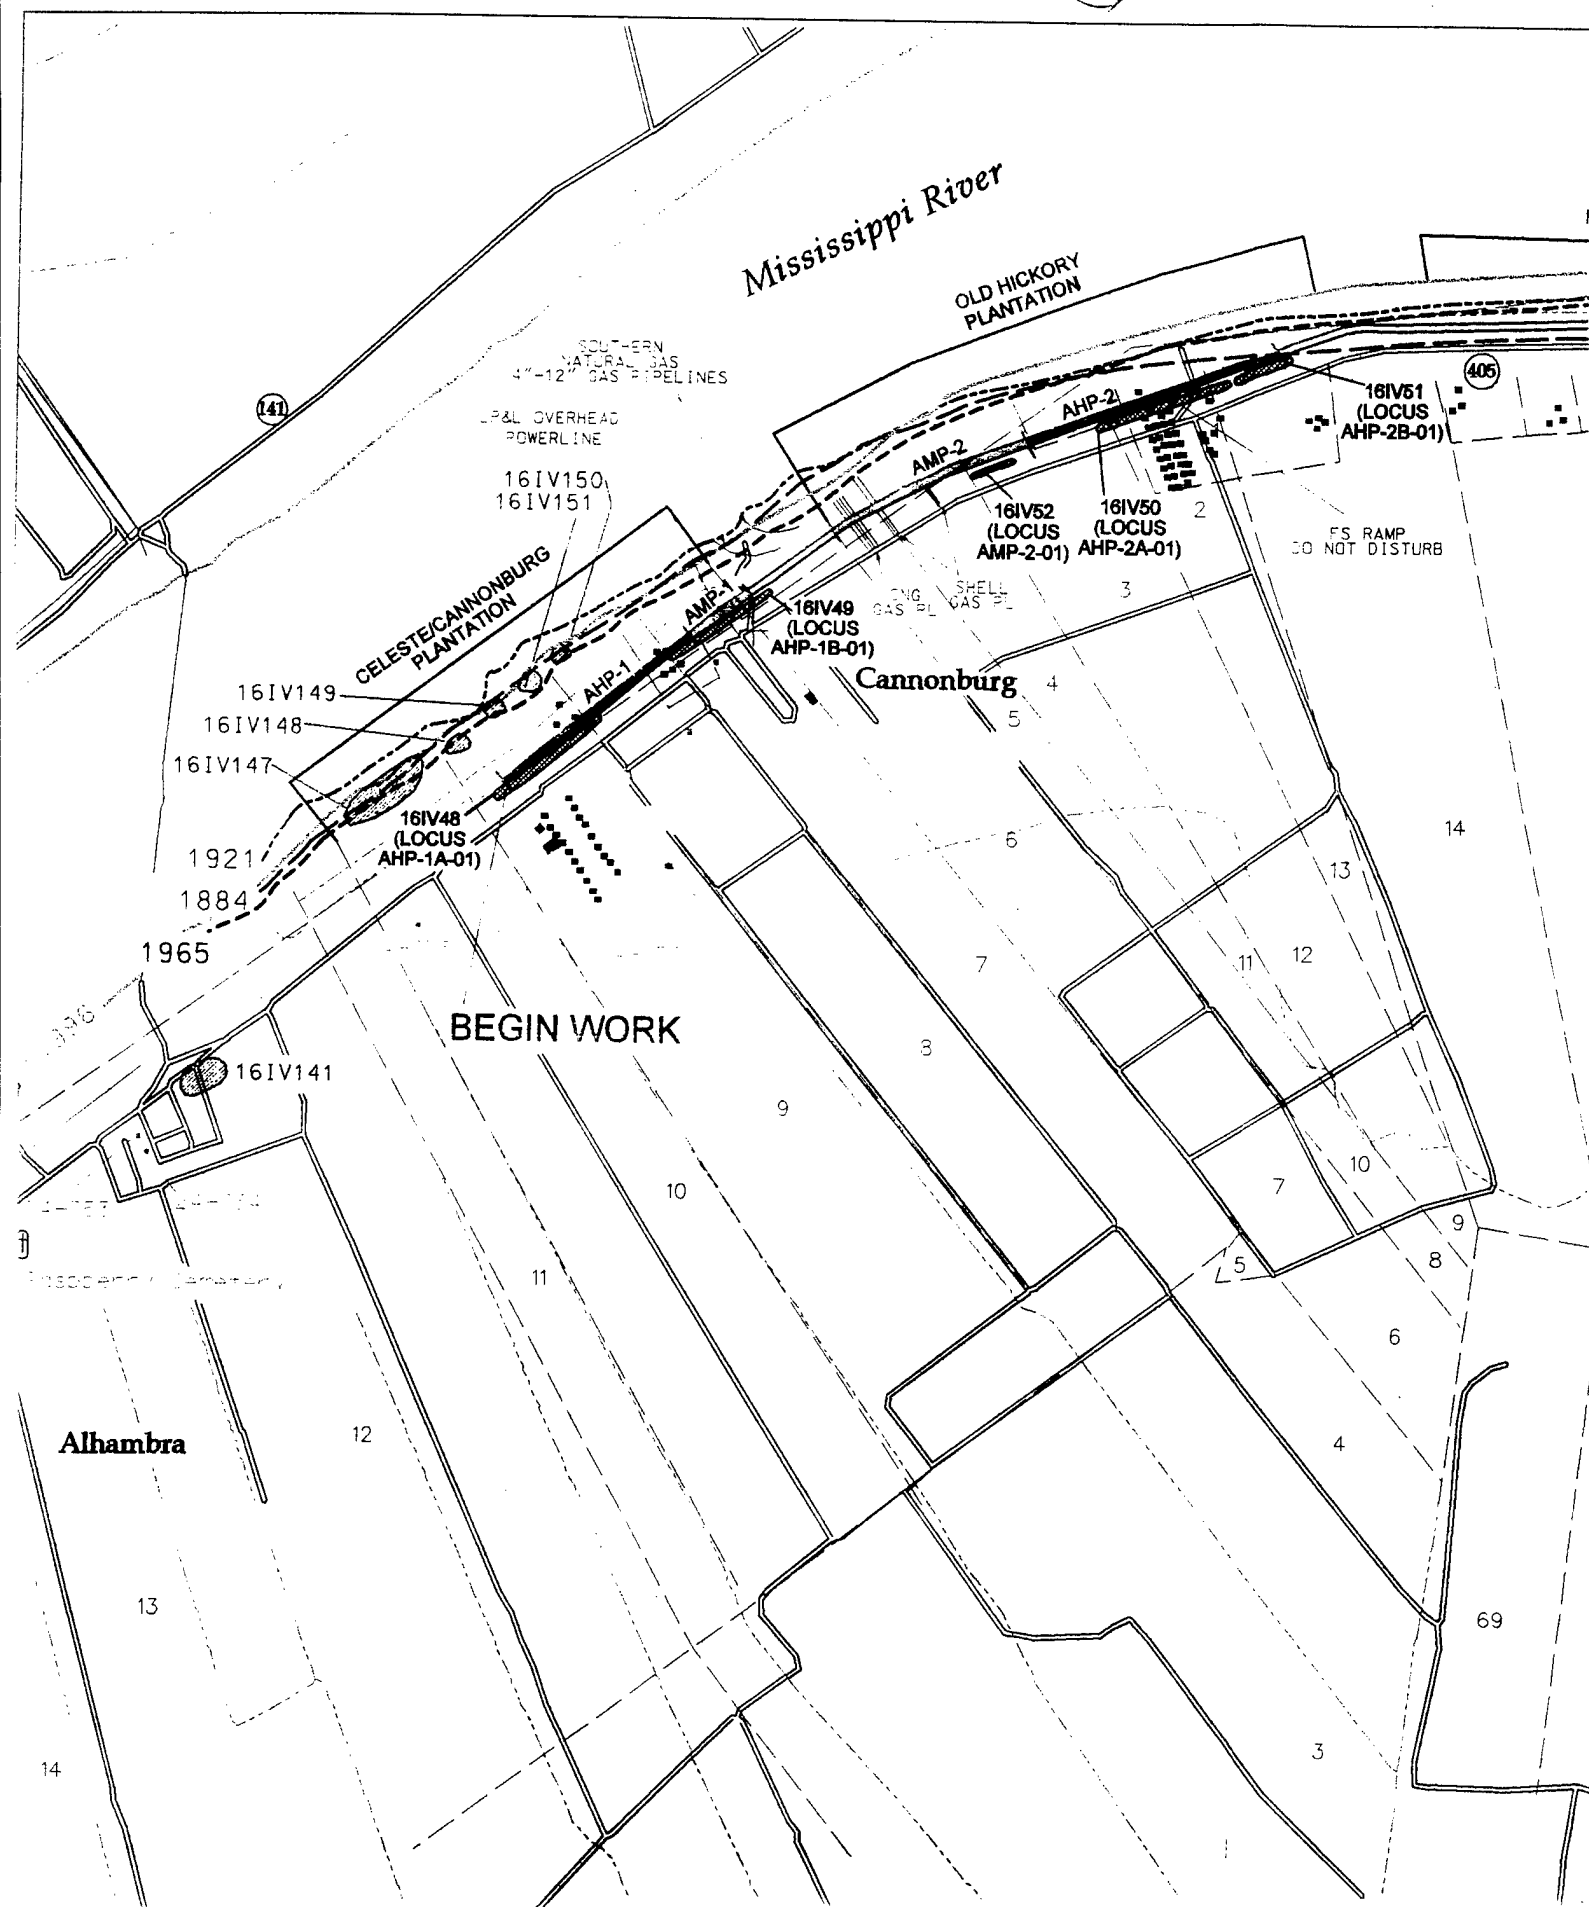 Mississippi River
OLD HICKORY
PLANTATION
SOUTHERN
NATURAL GAS
4"-12" GAS PIPELINES
141
LP&L OVERHEAD
POWERLINE
405
AHP-2
16IV51
(LOCUS
AHP-2B-01)
AMP-2
16IV150
16IV151
16IV52
(LOCUS
AMP-2-01)
16IV50
(LOCUS
AHP-2A-01)
2
FS RAMP
DO NOT DISTURB
CELESTE/CANNONBURG
PLANTATION
AMP-1
16IV49
(LOCUS
AHP-1B-01)
GAS PL
SHELL
GAS PL
3
AHP-1
Cannonburg
4
5
16IV149
16IV148
16IV147
16IV48
(LOCUS
AHP-1A-01)
6
14
1921
13
1884
1965
7
11
12
BEGIN WORK
8
16IV141
9
10
10
7
9
8
5
11
6
Cemetery
12
4
Alhambra
13
69
3
14
1